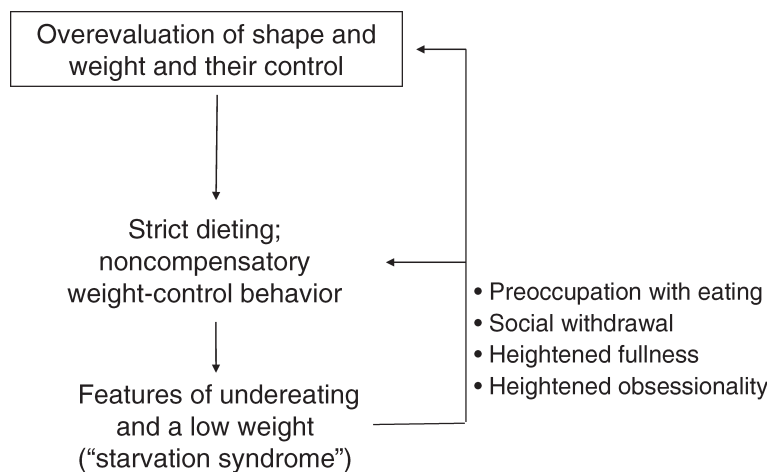 Overevaluation of shape and
weight and their control
Strict dieting;
noncompensatory
weight-control behavior
• Preoccupation with eating
• Social withdrawal
• Heightened fullness
• Heightened obsessionality
Features of undereating
and a low weight
(“starvation syndrome”)